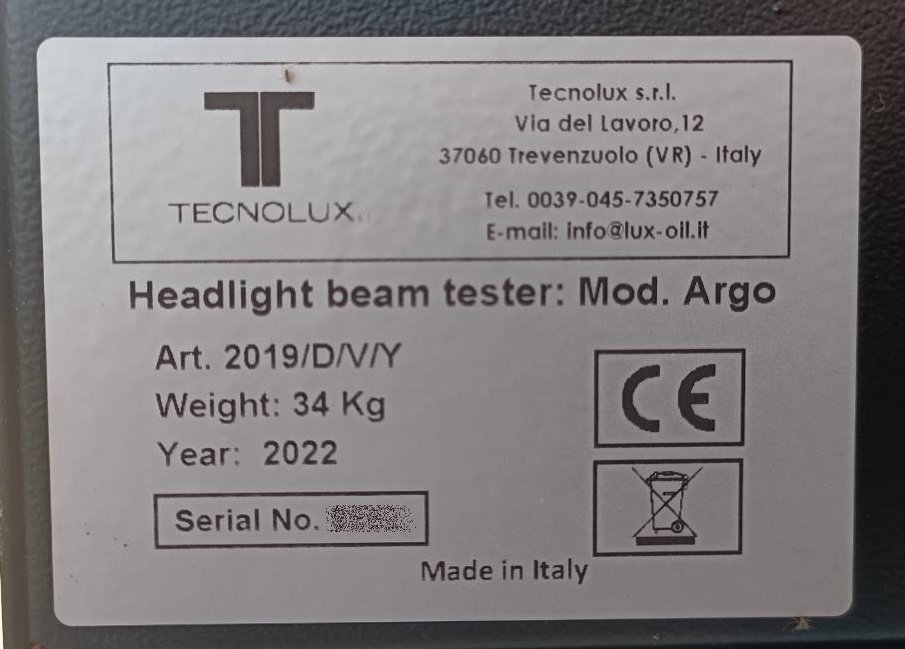 TECNOLUX
Tecnolux s.r.l.
Via del Lavoro,12
37060 Trevenzuolo (VR) - Italy
Tel. 0039-045-7350757
E-mail: info@lux-oil.it
Headlight beam tester: Mod. Argo
Art. 2019/D/V/Y
Weight: 34 Kg
Year: 2022
CE
Serial No.
Made in Italy